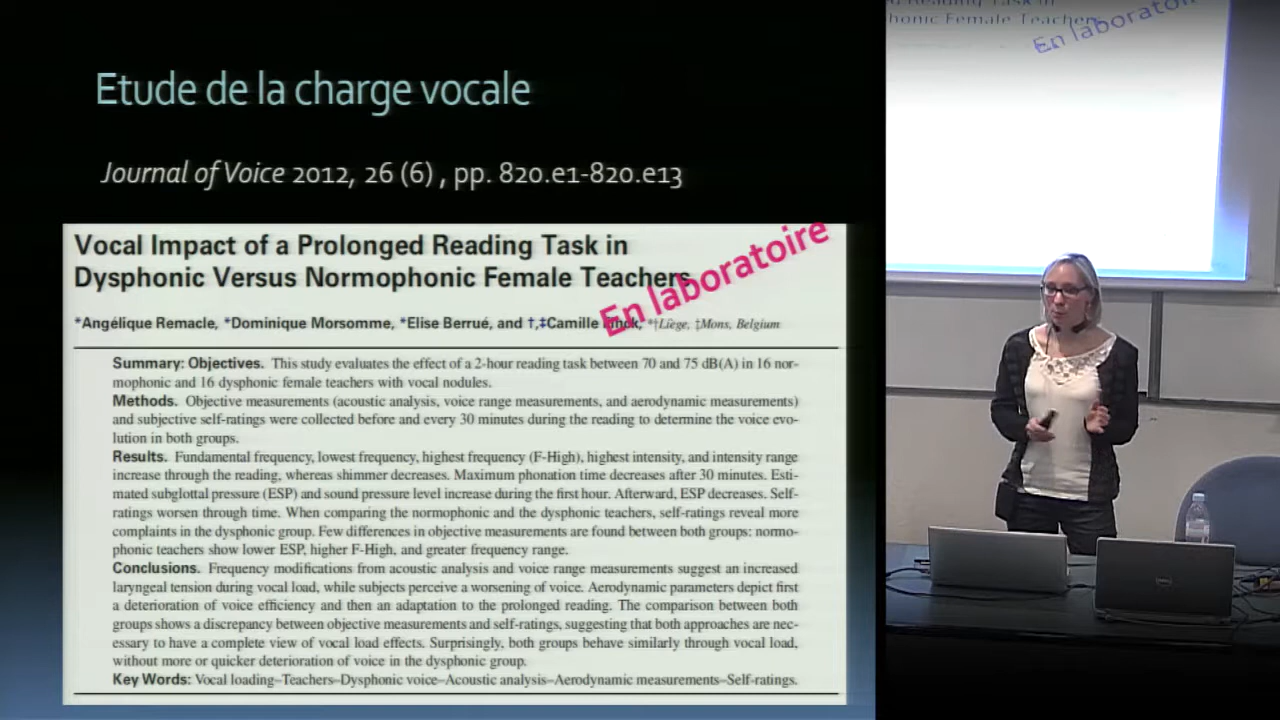 Etude de la charge vocale
Journal of Voice 2012, 26 (6) , pp. 820.e1-820.e13
Vocal Impact of a Prolonged Reading Task in
Dysphonic Versus Normophonic Female Teachers
En laboratoire
*Angélique Remacle, *Dominique Morsomme, *Elise Berrué, and †,‡Camille *†Liège, ‡Mons, Belgium
Summary: Objectives. This study evaluates the effect of a 2-hour reading task between 70 and 75 dB(A) in 16 nor-
mophonic and 16 dysphonic female teachers with vocal nodules.
Methods. Objective measurements (acoustic analysis, voice range measurements, and aerodynamic measurements)
and subjective self-ratings were collected before and every 30 minutes during the reading to determine the voice evo-
lution in both groups.
Results. Fundamental frequency, lowest frequency, highest frequency (F-High), highest intensity, and intensity range
increase through the reading, whereas shimmer decreases. Maximum phonation time decreases after 30 minutes. Esti-
mated subglottal pressure (ESP) and sound pressure level increase during the first hour. Afterward, ESP decreases. Self-
ratings worsen through time. When comparing the normophonic and the dysphonic teachers, self-ratings reveal more
complaints in the dysphonic group. Few differences in objective measurements are found between both groups: normo-
phonic teachers show lower ESP, higher F-High, and greater frequency range.
Conclusions. Frequency modifications from acoustic analysis and voice range measurements suggest an increased
laryngeal tension during vocal load, while subjects perceive a worsening of voice. Aerodynamic parameters depict first
a deterioration of voice efficiency and then an adaptation to the prolonged reading. The comparison between both
groups shows a discrepancy between objective measurements and self-ratings, suggesting that both approaches are nec-
essary to have a complete view of vocal load effects. Surprisingly, both groups behave similarly through vocal load,
without more or quicker deterioration of voice in the dysphonic group.
Key Words: Vocal loading–Teachers–Dysphonic voice–Acoustic analysis–Aerodynamic measurements–Self-ratings.
Reading Task in
phonic Female Teachers
En laborato
DELL